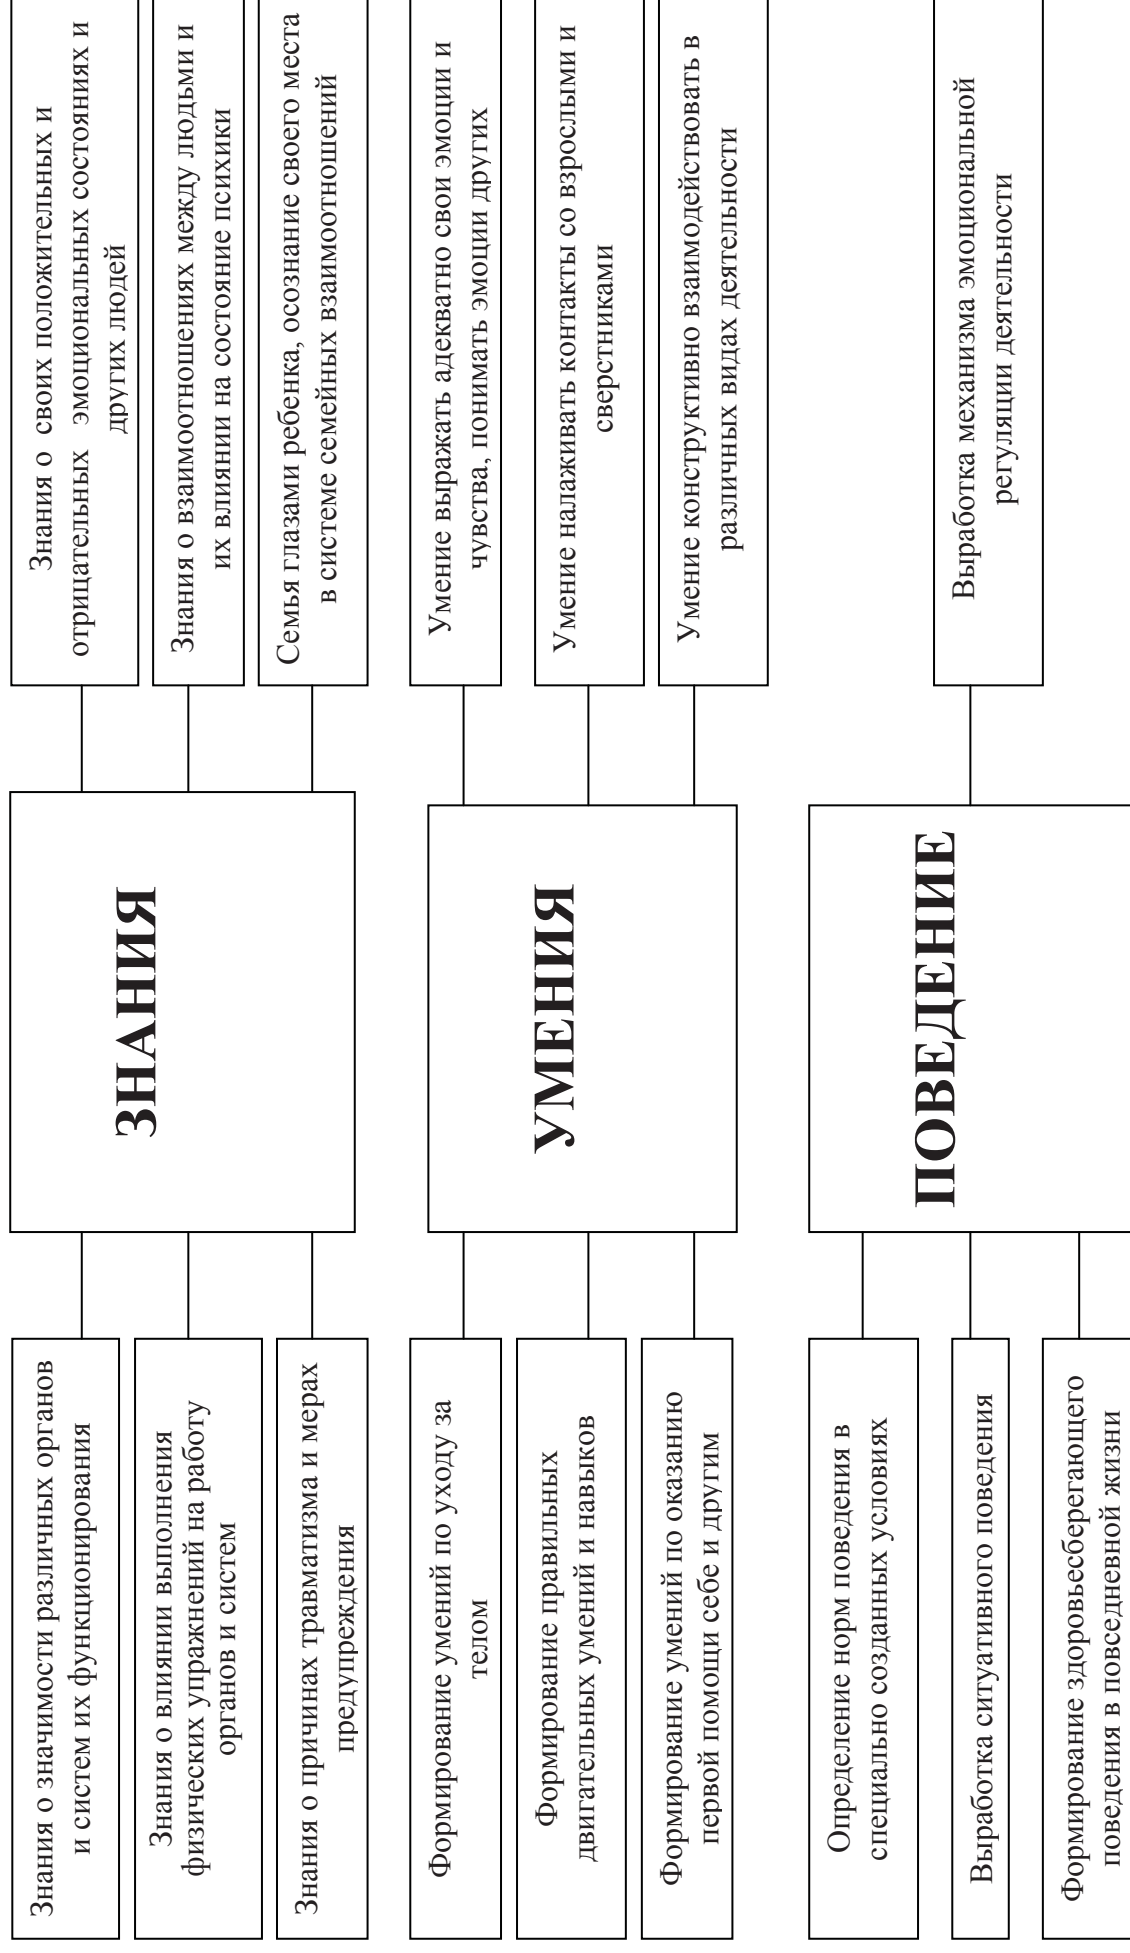 Знания о значимости различных органов
и систем их функционирования
Знания о влиянии выполнения
физических упражнений на работу
органов и систем
Знания о причинах травматизма и мерах
предупреждения
ЗНАНИЯ
Знания о своих положительных и
отрицательных эмоциональных состояниях и
других людей
Знания о взаимоотношениях между людьми и
их влиянии на состояние психики
Семья глазами ребенка, осознание своего места
в системе семейных взаимоотношений
Формирование умений по уходу за
телом
Формирование правильных
двигательных умений и навыков
Формирование умений по оказанию
первой помощи себе и другим
УМЕНИЯ
Умение выражать адекватно свои эмоции и
чувства, понимать эмоции других
Умение налаживать контакты со взрослыми и
сверстниками
Умение конструктивно взаимодействовать в
различных видах деятельности
Определение норм поведения в
специально созданных условиях
Выработка ситуативного поведения
Формирование здоровьесберегающего
поведения в повседневной жизни
ПОВЕДЕНИЕ
Выработка механизма эмоциональной
регуляции деятельности